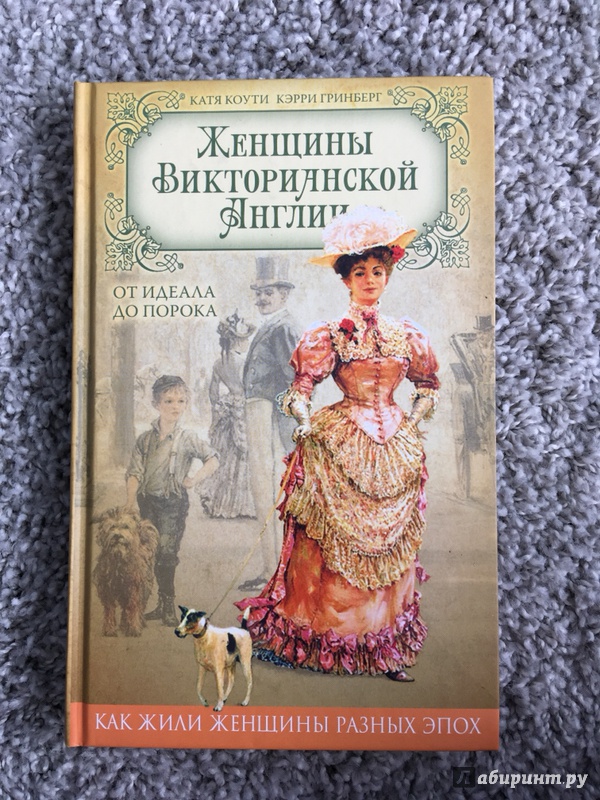 КАТЯ КОУТИ КЭРРИ ГРИНБЕРГ
ЖЕНЩИНЫ
ВИКТОРИАНСКОЙ
АНГЛИИ
ОТ ИДЕАЛА
ДО ПОРОКА
КАК ЖИЛИ ЖЕНЩИНЫ РАЗНЫХ ЭПОХ
Лабиринт.ру